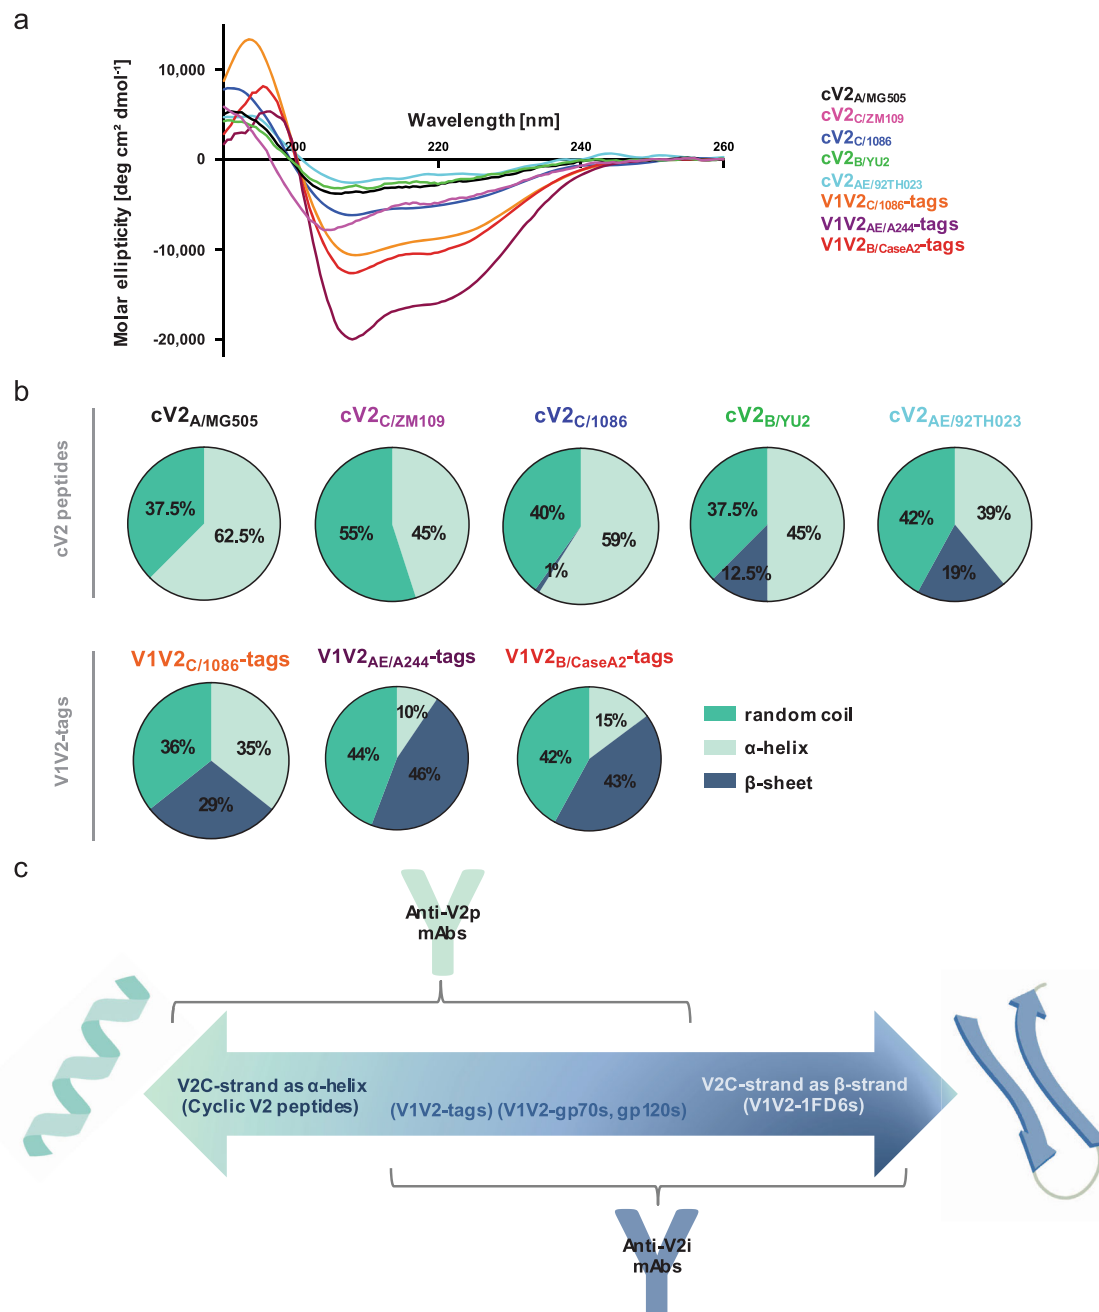 a
10,000
0
-10,000
-20,000
Molar ellipticity [deg cm² dmol⁻¹]
Wavelength [nm]
200
220
240
260
cV2A/MG505
cV2C/ZM109
cV2C/1086
cV2B/YU2
cV2AE/92TH023
V1V2C/1086-tags
V1V2AE/A244-tags
V1V2B/CaseA2-tags
b
cV2 peptides
cV2A/MG505
37.5%
62.5%
cV2C/ZM109
55%
45%
cV2C/1086
40%
59%
1%
cV2B/YU2
37.5%
45%
12.5%
cV2AE/92TH023
42%
39%
19%
V1V2-tags
V1V2C/1086-tags
36%
35%
29%
V1V2AE/A244-tags
10%
44%
46%
V1V2B/CaseA2-tags
15%
42%
43%
random coil
α-helix
β-sheet
c
Anti-V2p
mAbs
V2C-strand as α-helix
(Cyclic V2 peptides)
(V1V2-tags) (V1V2-gp70s, gp120s)
V2C-strand as β-strand
(V1V2-1FD6s)
Anti-V2i
mAbs